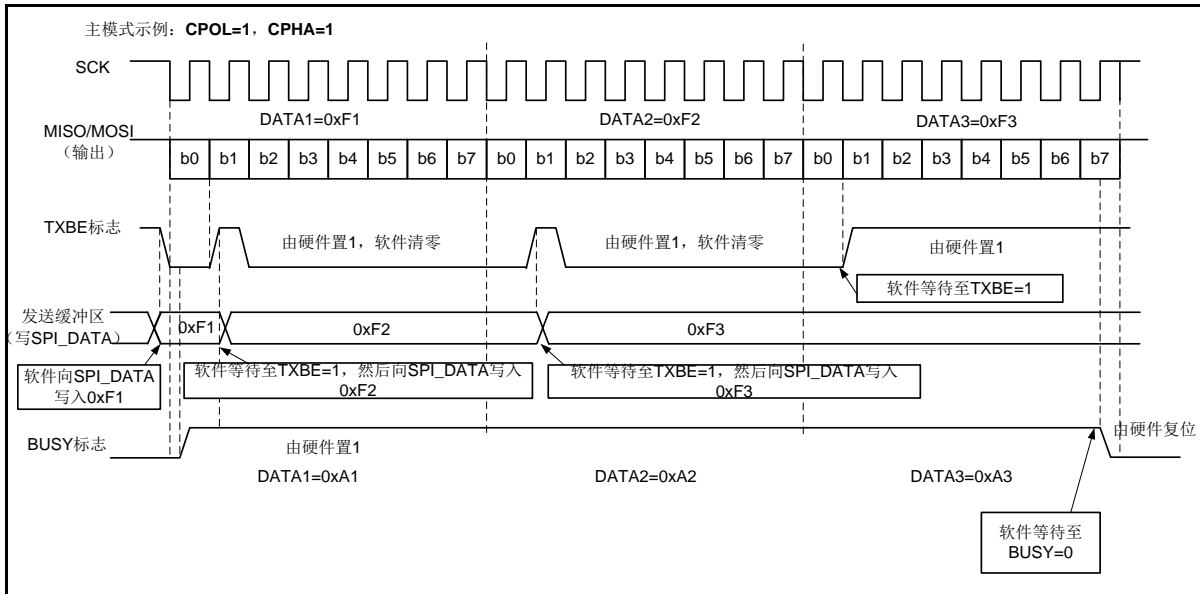 主模式示例：CPOL=1，CPHA=1
SCK
DATA1=0xF1
DATA2=0xF2
DATA3=0xF3
MISO/MOSI
（输出）
b0 b1 b2 b3 b4 b5 b6 b7 b0 b1 b2 b3 b4 b5 b6 b7 b0 b1 b2 b3 b4 b5 b6 b7
TXBE标志
由硬件置1，软件清零
由硬件置1，软件清零
由硬件置1
软件等待至TXBE=1
发送缓冲区
（写SPI_DATA）
0xF1
0xF2
0xF3
软件向SPI_DATA
写入0xF1
软件等待至TXBE=1，然后向SPI_DATA写入
0xF2
软件等待至TXBE=1，然后向SPI_DATA写入
0xF3
BUSY标志
由硬件置1
由硬件复位
DATA1=0xA1
DATA2=0xA2
DATA3=0xA3
软件等待至
BUSY=0